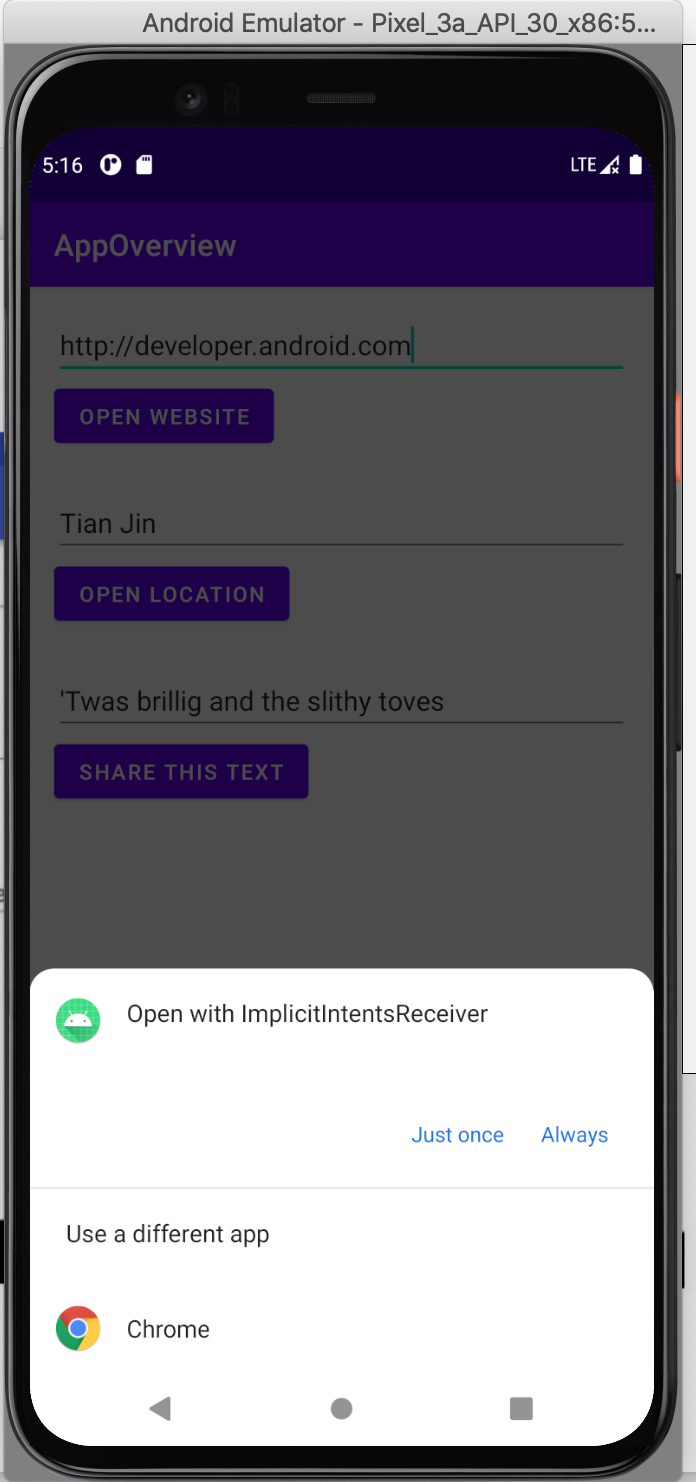 Android Emulator - Pixel_3a_API_30_x86:5...
5:16 LTE
AppOverview
http://developer.android.com
OPEN WEBSITE
Tian Jin
OPEN LOCATION
'Twas brillig and the slithy toves
SHARE THIS TEXT
Open with ImplicitIntentsReceiver
Just once Always
Use a different app
Chrome